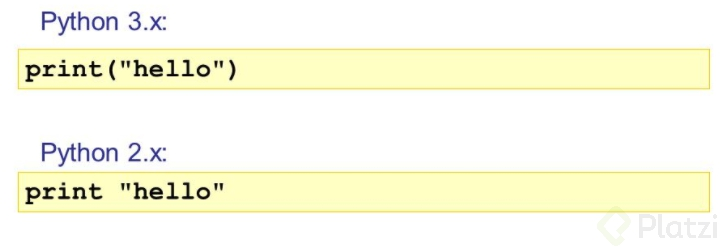 Python 3.x:
print("hello")
Python 2.x:
print "hello"
Platzi